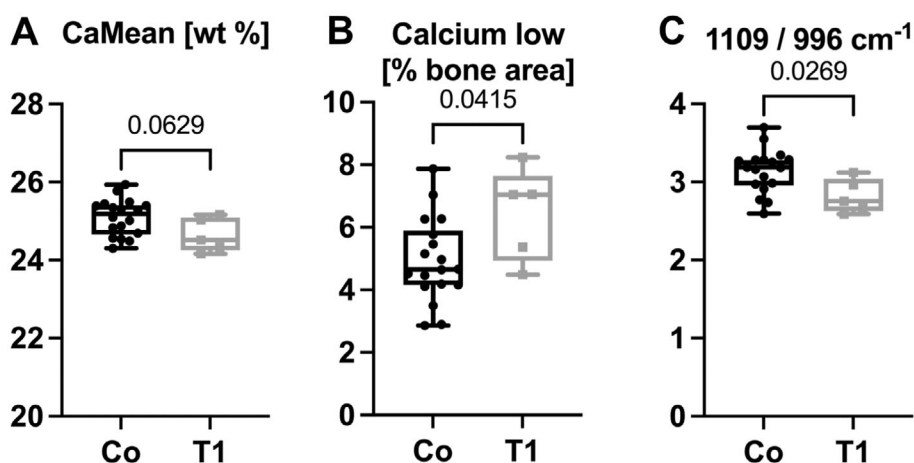 A CaMean [wt %]
0.0629
28
26
24
22
20
Co T1
B Calcium low
[% bone area]
0.0415
10
8
6
4
2
0
Co T1
C 1109 / 996 cm⁻¹
0.0269
4
3
2
1
0
Co T1